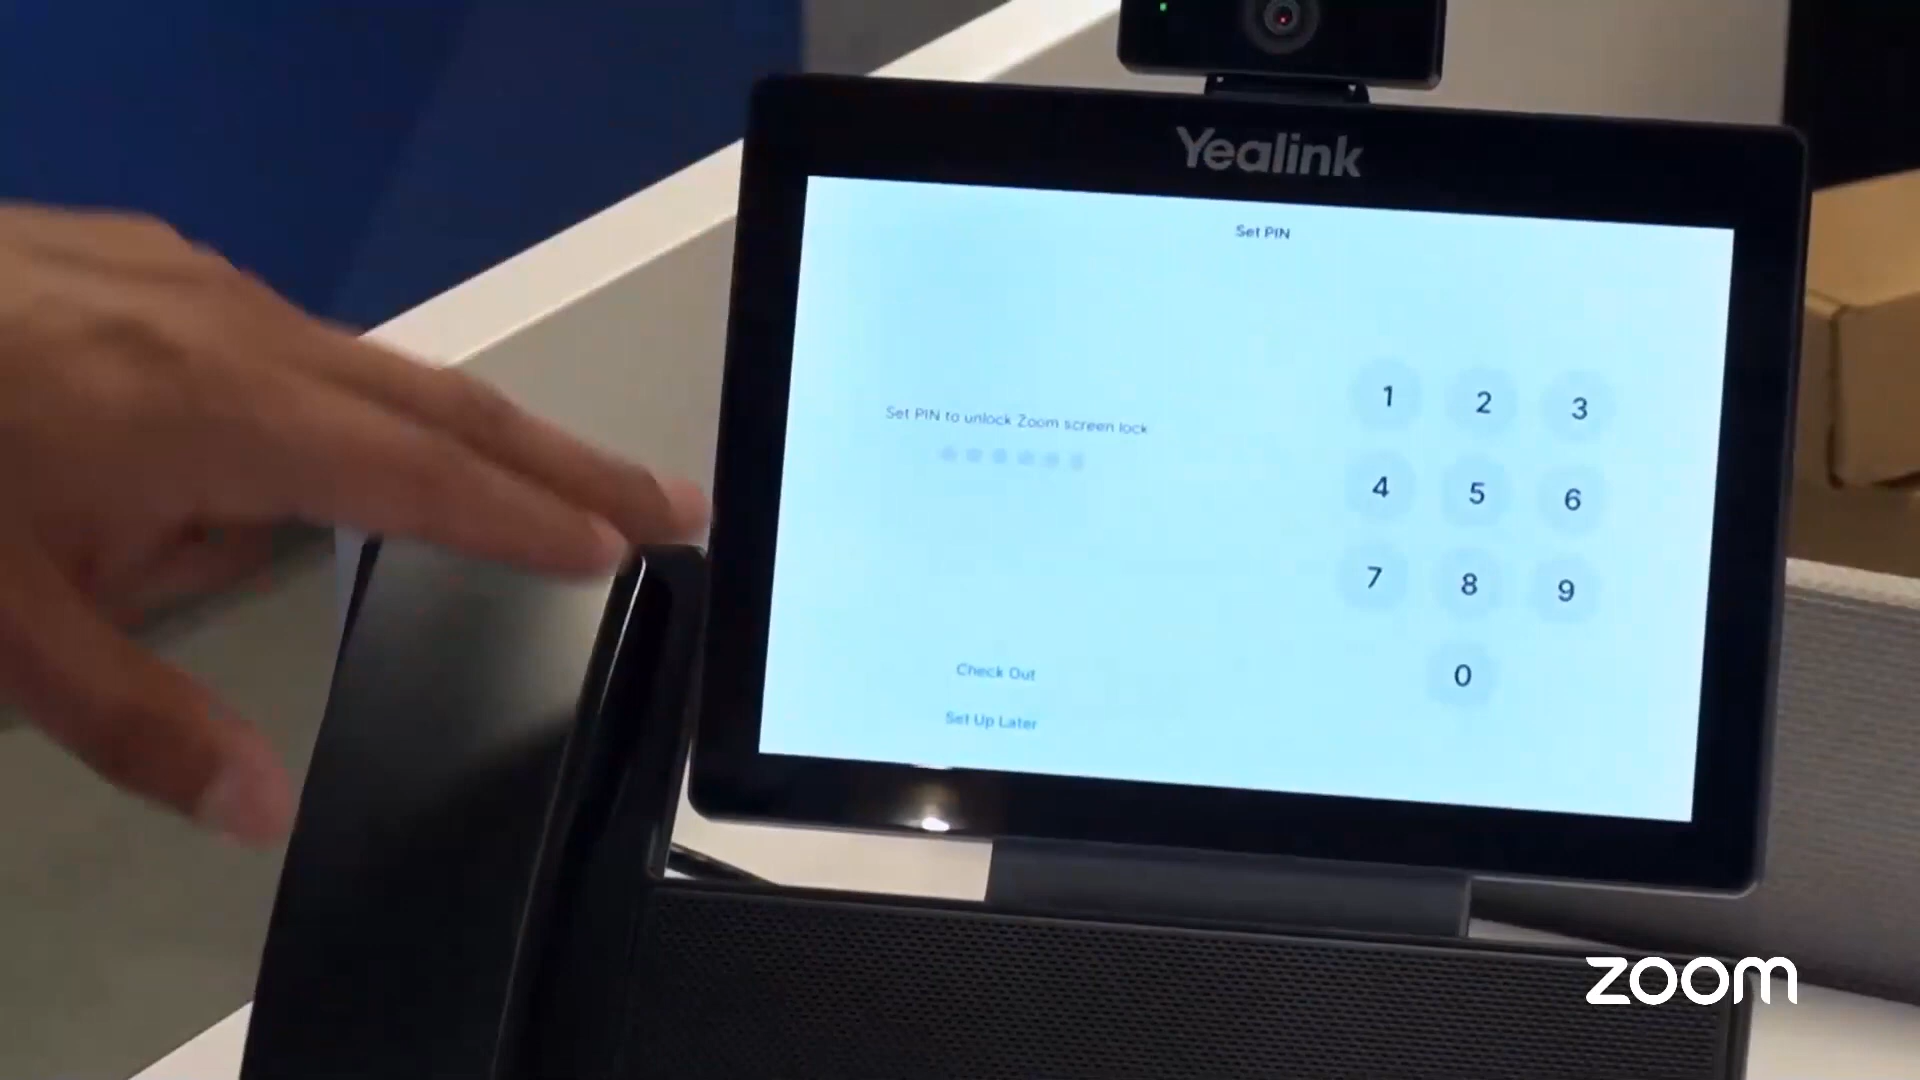 Yealink
Set PIN
Set PIN to unlock Zoom screen lock
1 2 3
4 5 6
7 8 9
0
Check Out
Set Up Later
zoom